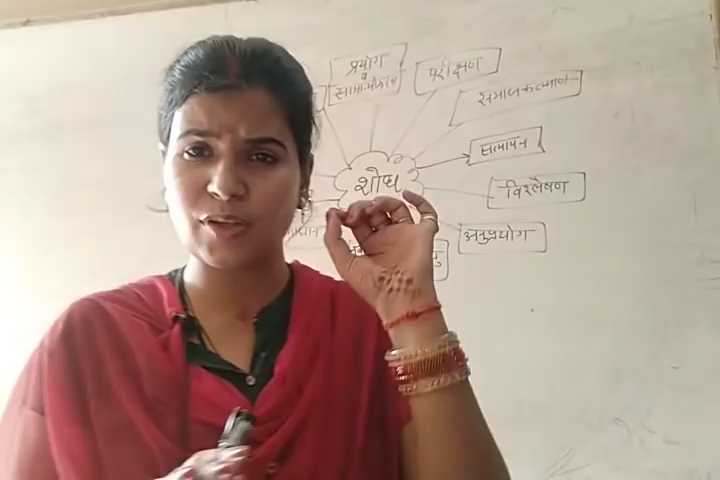 प्रयोग
व
सामान्यीकरण
परीक्षण
समाजकल्याण
सत्यापन
शोध
विश्लेषण
अनुप्रयोग